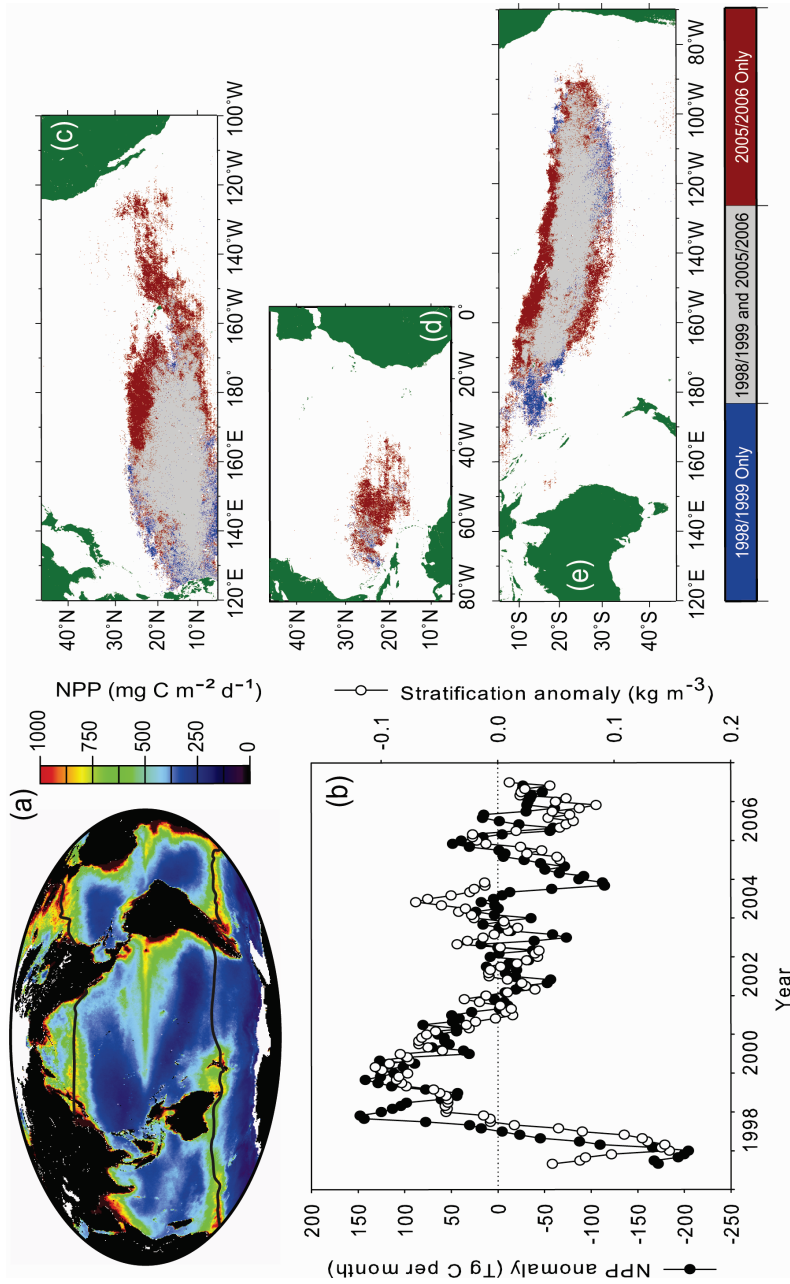 (a)
NPP (mg C m⁻² d⁻¹)
1000
750
500
250
0
(b)
Stratification anomaly (kg m⁻³)
-0.1
0.0
0.1
0.2
200
150
100
50
0
-50
-100
-150
-200
-250
NPP anomaly (Tg C per month)
1998
2000
2002
2004
2006
Year
(c)
40˚N
30˚N
20˚N
10˚N
120˚E
140˚E
160˚E
180˚
160˚W
140˚W
120˚W
100˚W
(d)
40˚N
30˚N
20˚N
10˚N
80˚W
60˚W
40˚W
20˚W
0˚
(e)
10˚S
20˚S
30˚S
40˚S
120˚E
140˚E
160˚E
180˚
160˚W
140˚W
120˚W
100˚W
80˚W
1998/1999 Only
1998/1999 and 2005/2006
2005/2006 Only